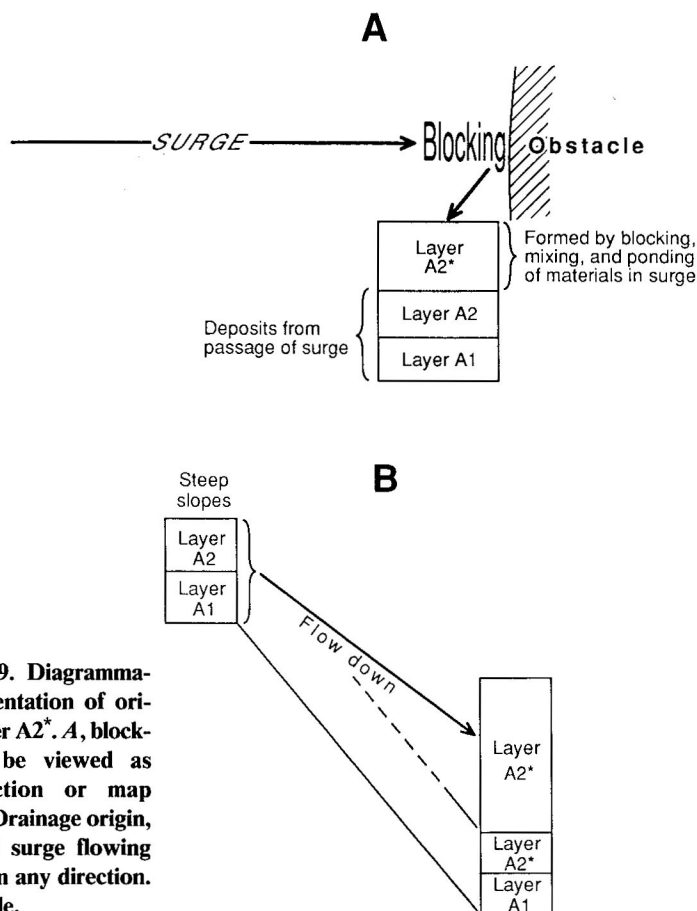 A
SURGE
Blocking
Obstacle
Layer
A2*
Formed by blocking,
mixing, and ponding
of materials in surge
Deposits from
passage of surge
Layer A2
Layer A1
B
Steep
slopes
Layer
A2
Layer
A1
Flow down
Layer
A2*
Layer
A2*
Layer
A1
9. Diagramma-
entation of ori-
er A2*. A, block-
be viewed as
ction or map
Drainage origin,
surge flowing
n any direction.
le.